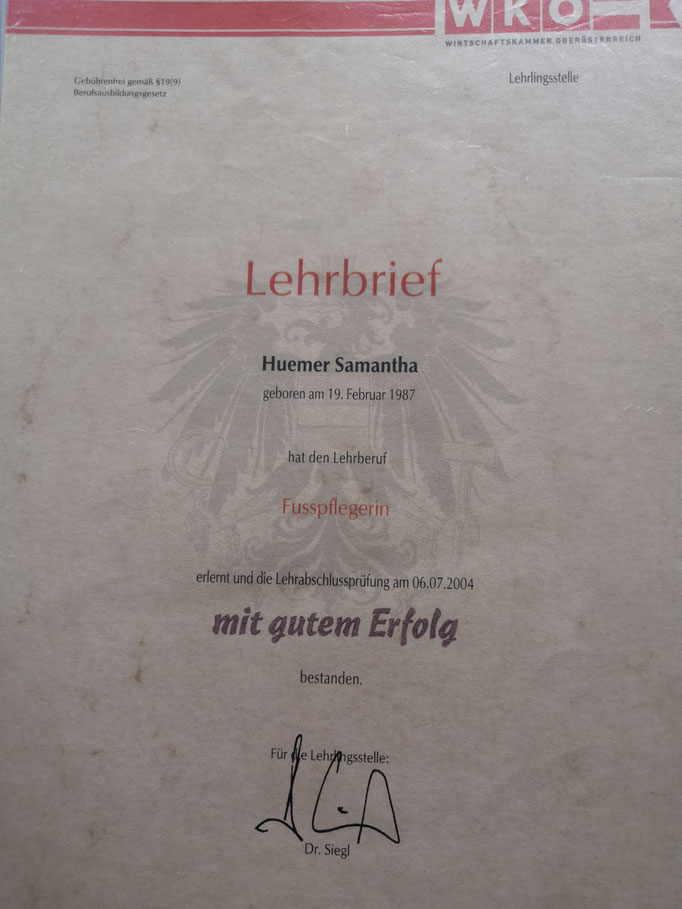 WKO
WIRTSCHAFTSKAMMER OBERÖSTERREICH
Gebührenfrei gemäß §19(9)
Berufsausbildungsgesetz
Lehrlingsstelle
Lehrbrief
Huemer Samantha
geboren am 19. Februar 1987
hat den Lehrberuf
Fusspflegerin
erlernt und die Lehrabschlussprüfung am 06.07.2004
mit gutem Erfolg
bestanden.
Für die Lehrlingsstelle:
Dr. Siegl